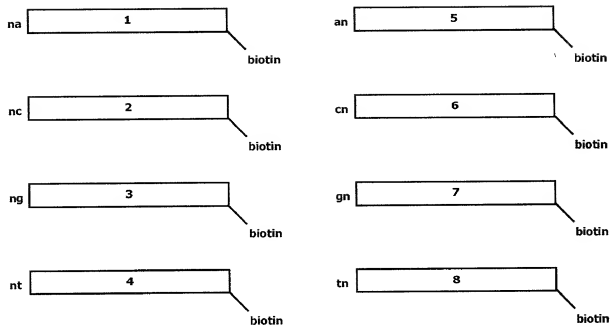 na 1
biotin
nc 2
biotin
ng 3
biotin
nt 4
biotin
an 5
biotin
cn 6
biotin
gn 7
biotin
tn 8
biotin